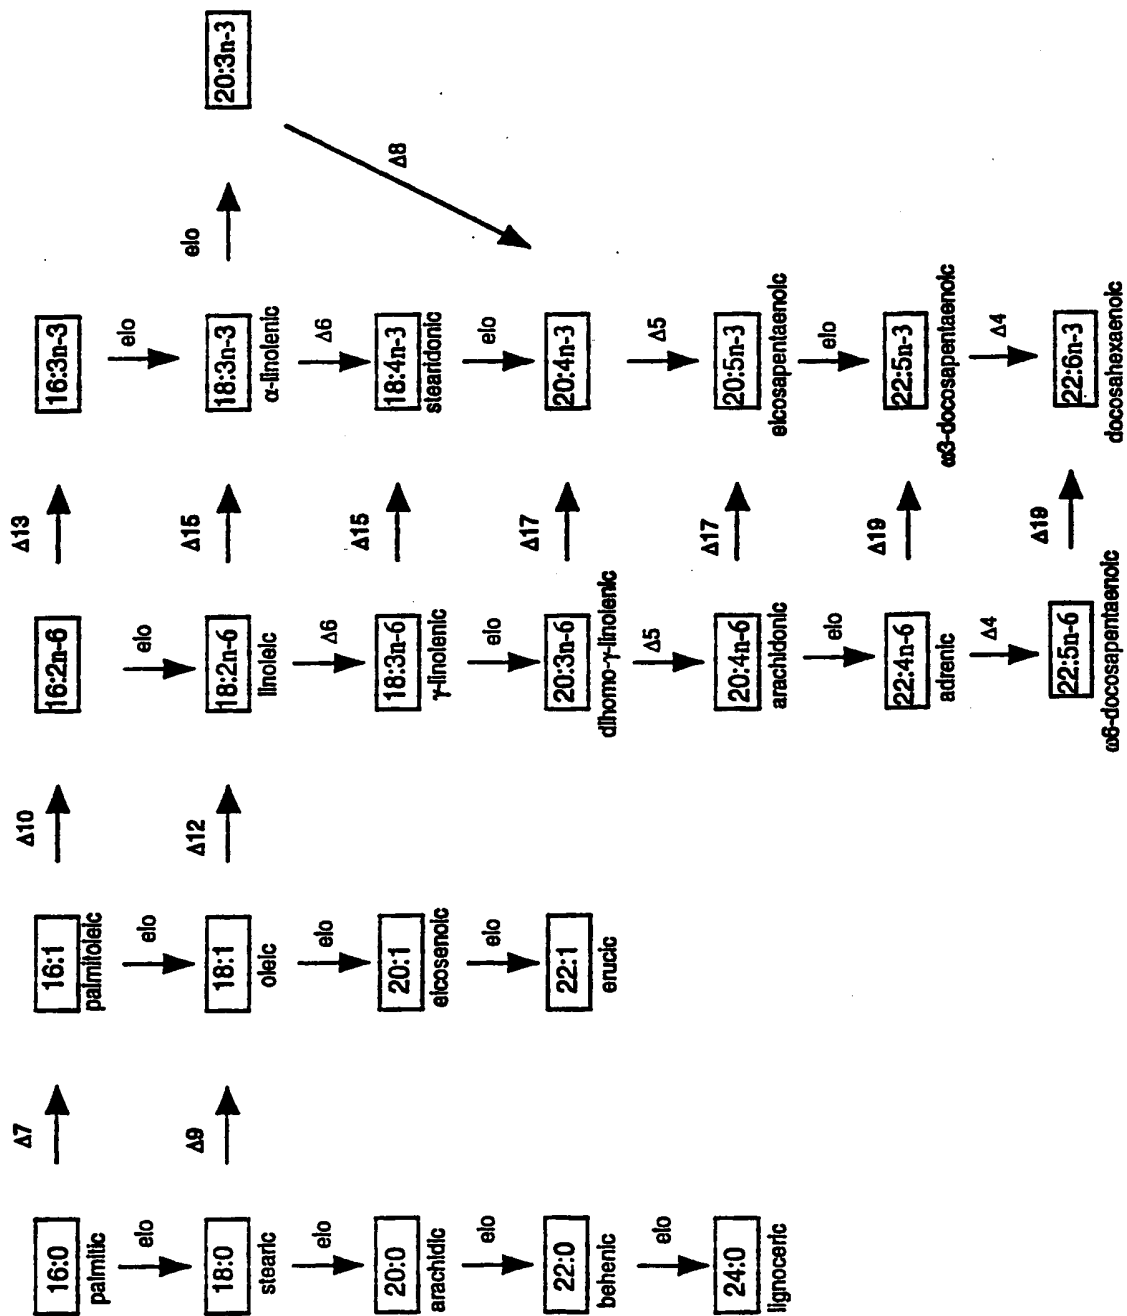 16:0
palmitic
Δ7
16:1
palmitoleic
Δ10
16:2n-6
Δ13
16:3n-3
elo
elo
elo
elo
18:0
stearic
Δ9
18:1
oleic
Δ12
18:2n-6
linoleic
Δ15
18:3n-3
α-linolenic
elo
20:3n-3
elo
elo
Δ6
Δ6
Δ8
20:0
arachidic
20:1
eicosenoic
18:3n-6
γ-linolenic
Δ15
18:4n-3
stearidonic
elo
elo
elo
elo
22:0
behenic
22:1
erucic
20:3n-6
dihomo-γ-linolenic
Δ17
20:4n-3
elo
Δ5
Δ5
24:0
lignoceric
20:4n-6
arachidonic
Δ17
20:5n-3
eicosapentaenoic
elo
elo
22:4n-6
adrenic
Δ19
22:5n-3
ω3-docosapentaenoic
Δ4
Δ4
22:5n-6
ω6-docosapentaenoic
Δ19
22:6n-3
docosahexaenoic